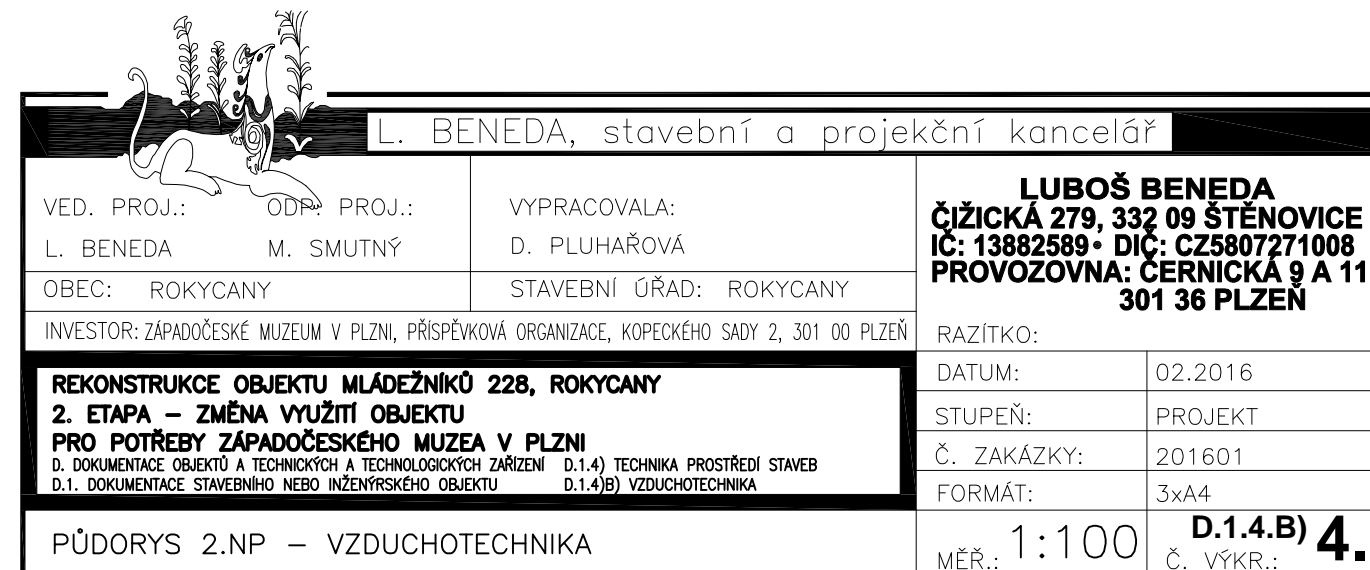 L. BENEDA, stavební a projekční kancelář
VED. PROJ.: ODP. PROJ.: VYPRACOVALA:
L. BENEDA M. SMUTNÝ D. PLUHAŘOVÁ
OBEC: ROKYCANY STAVEBNÍ ÚŘAD: ROKYCANY
INVESTOR: ZÁPADOČESKÉ MUZEUM V PLZNI, PŘÍSPĚVKOVÁ ORGANIZACE, KOPECKÉHO SADY 2, 301 00 PLZEŇ
LUBOŠ BENEDA
ČIŽICKÁ 279, 332 09 ŠTĚNOVICE
IČ: 13882589 • DIČ: CZ5807271008
PROVOZOVNA: ČERNICKÁ 9 A 11
301 36 PLZEŇ
RAZÍTKO:
REKONSTRUKCE OBJEKTU MLÁDEŽNÍKŮ 228, ROKYCANY
2. ETAPA – ZMĚNA VYUŽITÍ OBJEKTU
PRO POTŘEBY ZÁPADOČESKÉHO MUZEA V PLZNI
D. DOKUMENTACE OBJEKTŮ A TECHNICKÝCH A TECHNOLOGICKÝCH ZAŘÍZENÍ D.1.4) TECHNIKA PROSTŘEDÍ STAVEB
D.1. DOKUMENTACE STAVEBNÍHO NEBO INŽENÝRSKÉHO OBJEKTU D.1.4)B) VZDUCHOTECHNIKA
DATUM: 02.2016
STUPEŇ: PROJEKT
Č. ZAKÁZKY: 201601
FORMÁT: 3xA4
PŮDORYS 2.NP – VZDUCHOTECHNIKA
MĚŘ.: 1:100 Č. VÝKR.: D.1.4.B) 4.